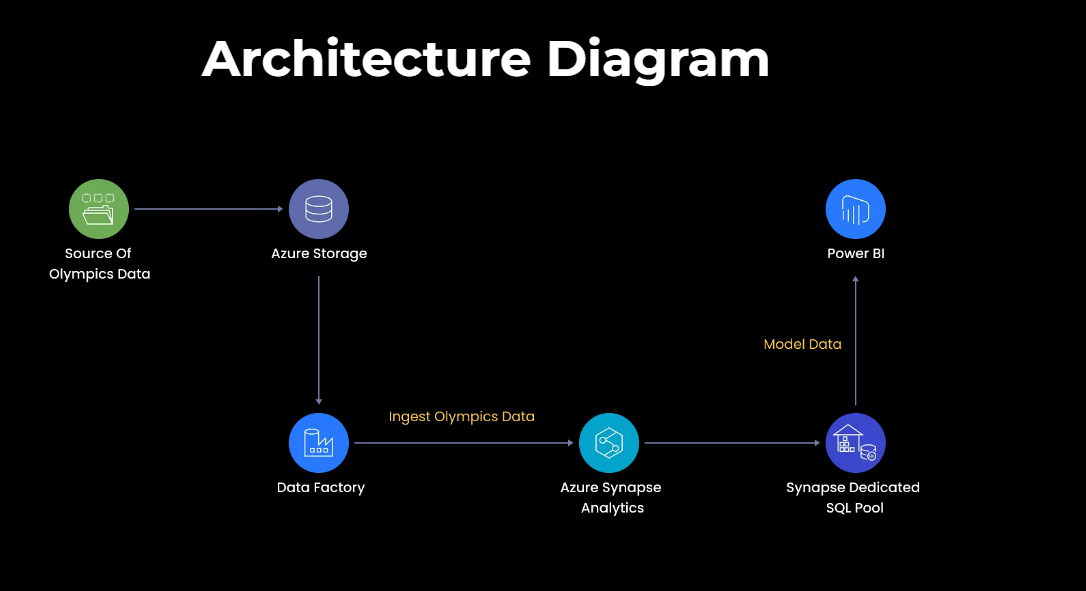 Architecture Diagram
Source Of
Olympics Data
Azure Storage
Power BI
Model Data
Ingest Olympics Data
Data Factory
Azure Synapse
Analytics
Synapse Dedicated
SQL Pool